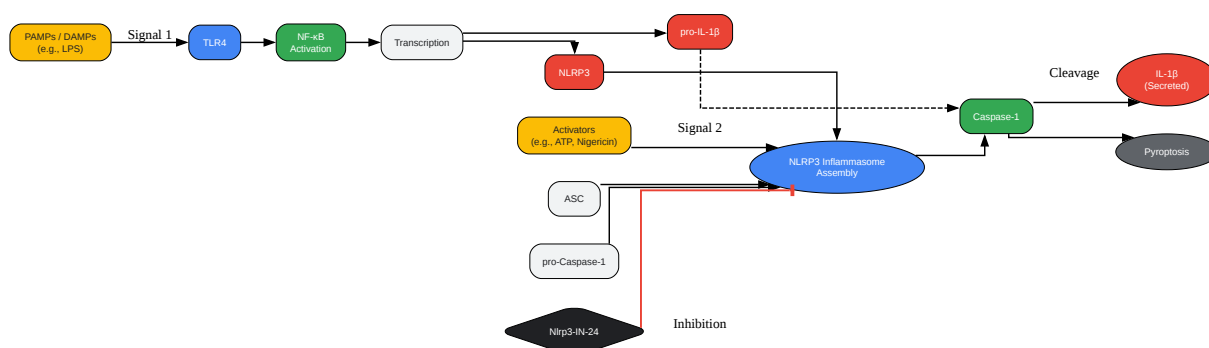 PAMPs / DAMPs
(e.g., LPS)
Signal 1
TLR4
NF-κB
Activation
Transcription
pro-IL-1β
NLRP3
Activators
(e.g., ATP, Nigericin)
Signal 2
ASC
pro-Caspase-1
Nlrp3-IN-24
Inhibition
NLRP3 Inflammasome
Assembly
Caspase-1
Cleavage
IL-1β
(Secreted)
Pyroptosis